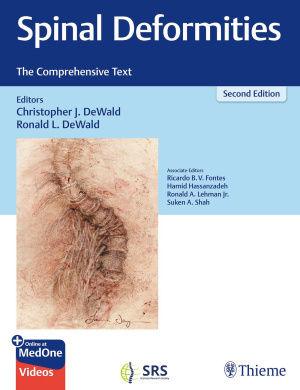 Spinal Deformities
The Comprehensive Text
Second Edition
Editors
Christopher J. DeWald
Ronald L. DeWald
Associate Editors
Ricardo B. V. Fontes
Hamid Hassanzadeh
Ronald A. Lehman Jr.
Suken A. Shah
+ Online at
MedOne
Videos
SRS
Thieme